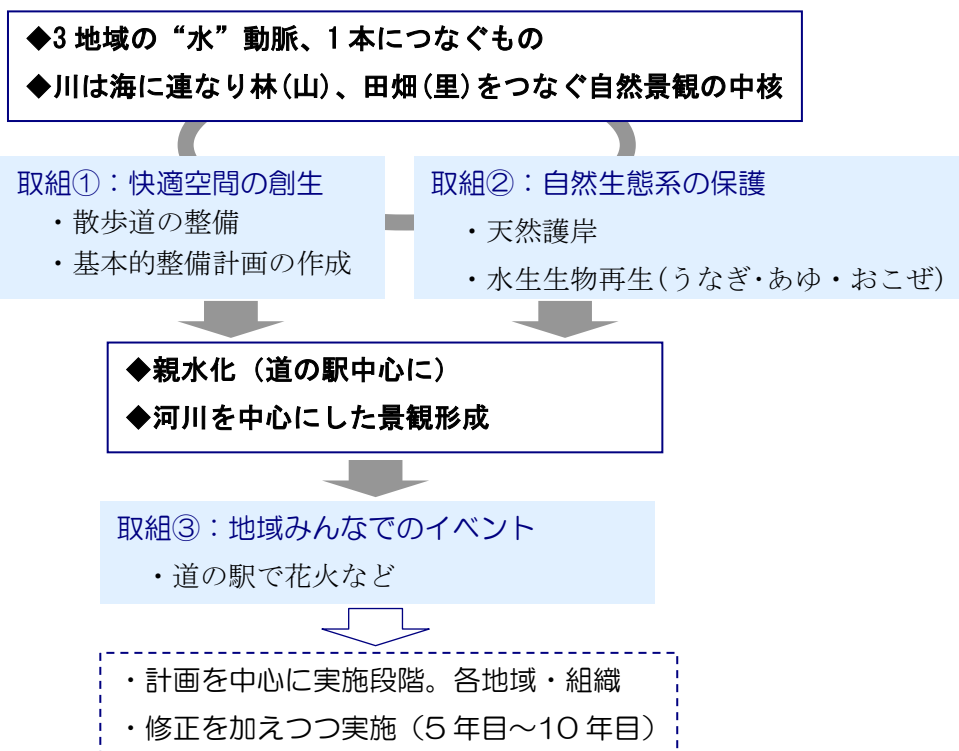 ◆3地域の“水”動脈、1本につなぐもの
◆川は海に連なり林(山)、田畑(里)をつなぐ自然景観の中核
取組①：快適空間の創生
・散歩道の整備
・基本的整備計画の作成
取組②：自然生態系の保護
・天然護岸
・水生生物再生(うなぎ･あゆ・おこぜ)
◆親水化（道の駅中心に）
◆河川を中心にした景観形成
取組③：地域みんなでのイベント
・道の駅で花火など
・計画を中心に実施段階。各地域・組織
・修正を加えつつ実施（5年目～10年目）